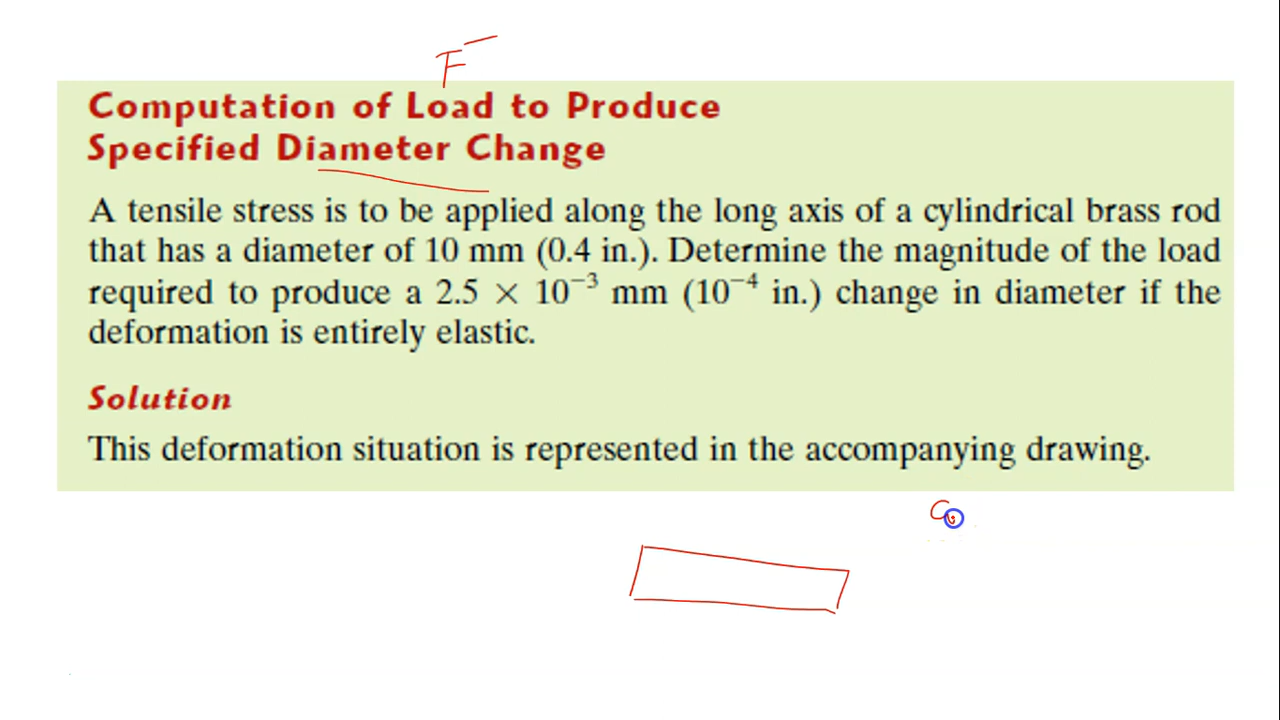 F
Computation of Load to Produce
Specified Diameter Change
A tensile stress is to be applied along the long axis of a cylindrical brass rod
that has a diameter of 10 mm (0.4 in.). Determine the magnitude of the load
required to produce a 2.5 × 10⁻³ mm (10⁻⁴ in.) change in diameter if the
deformation is entirely elastic.
Solution
This deformation situation is represented in the accompanying drawing.